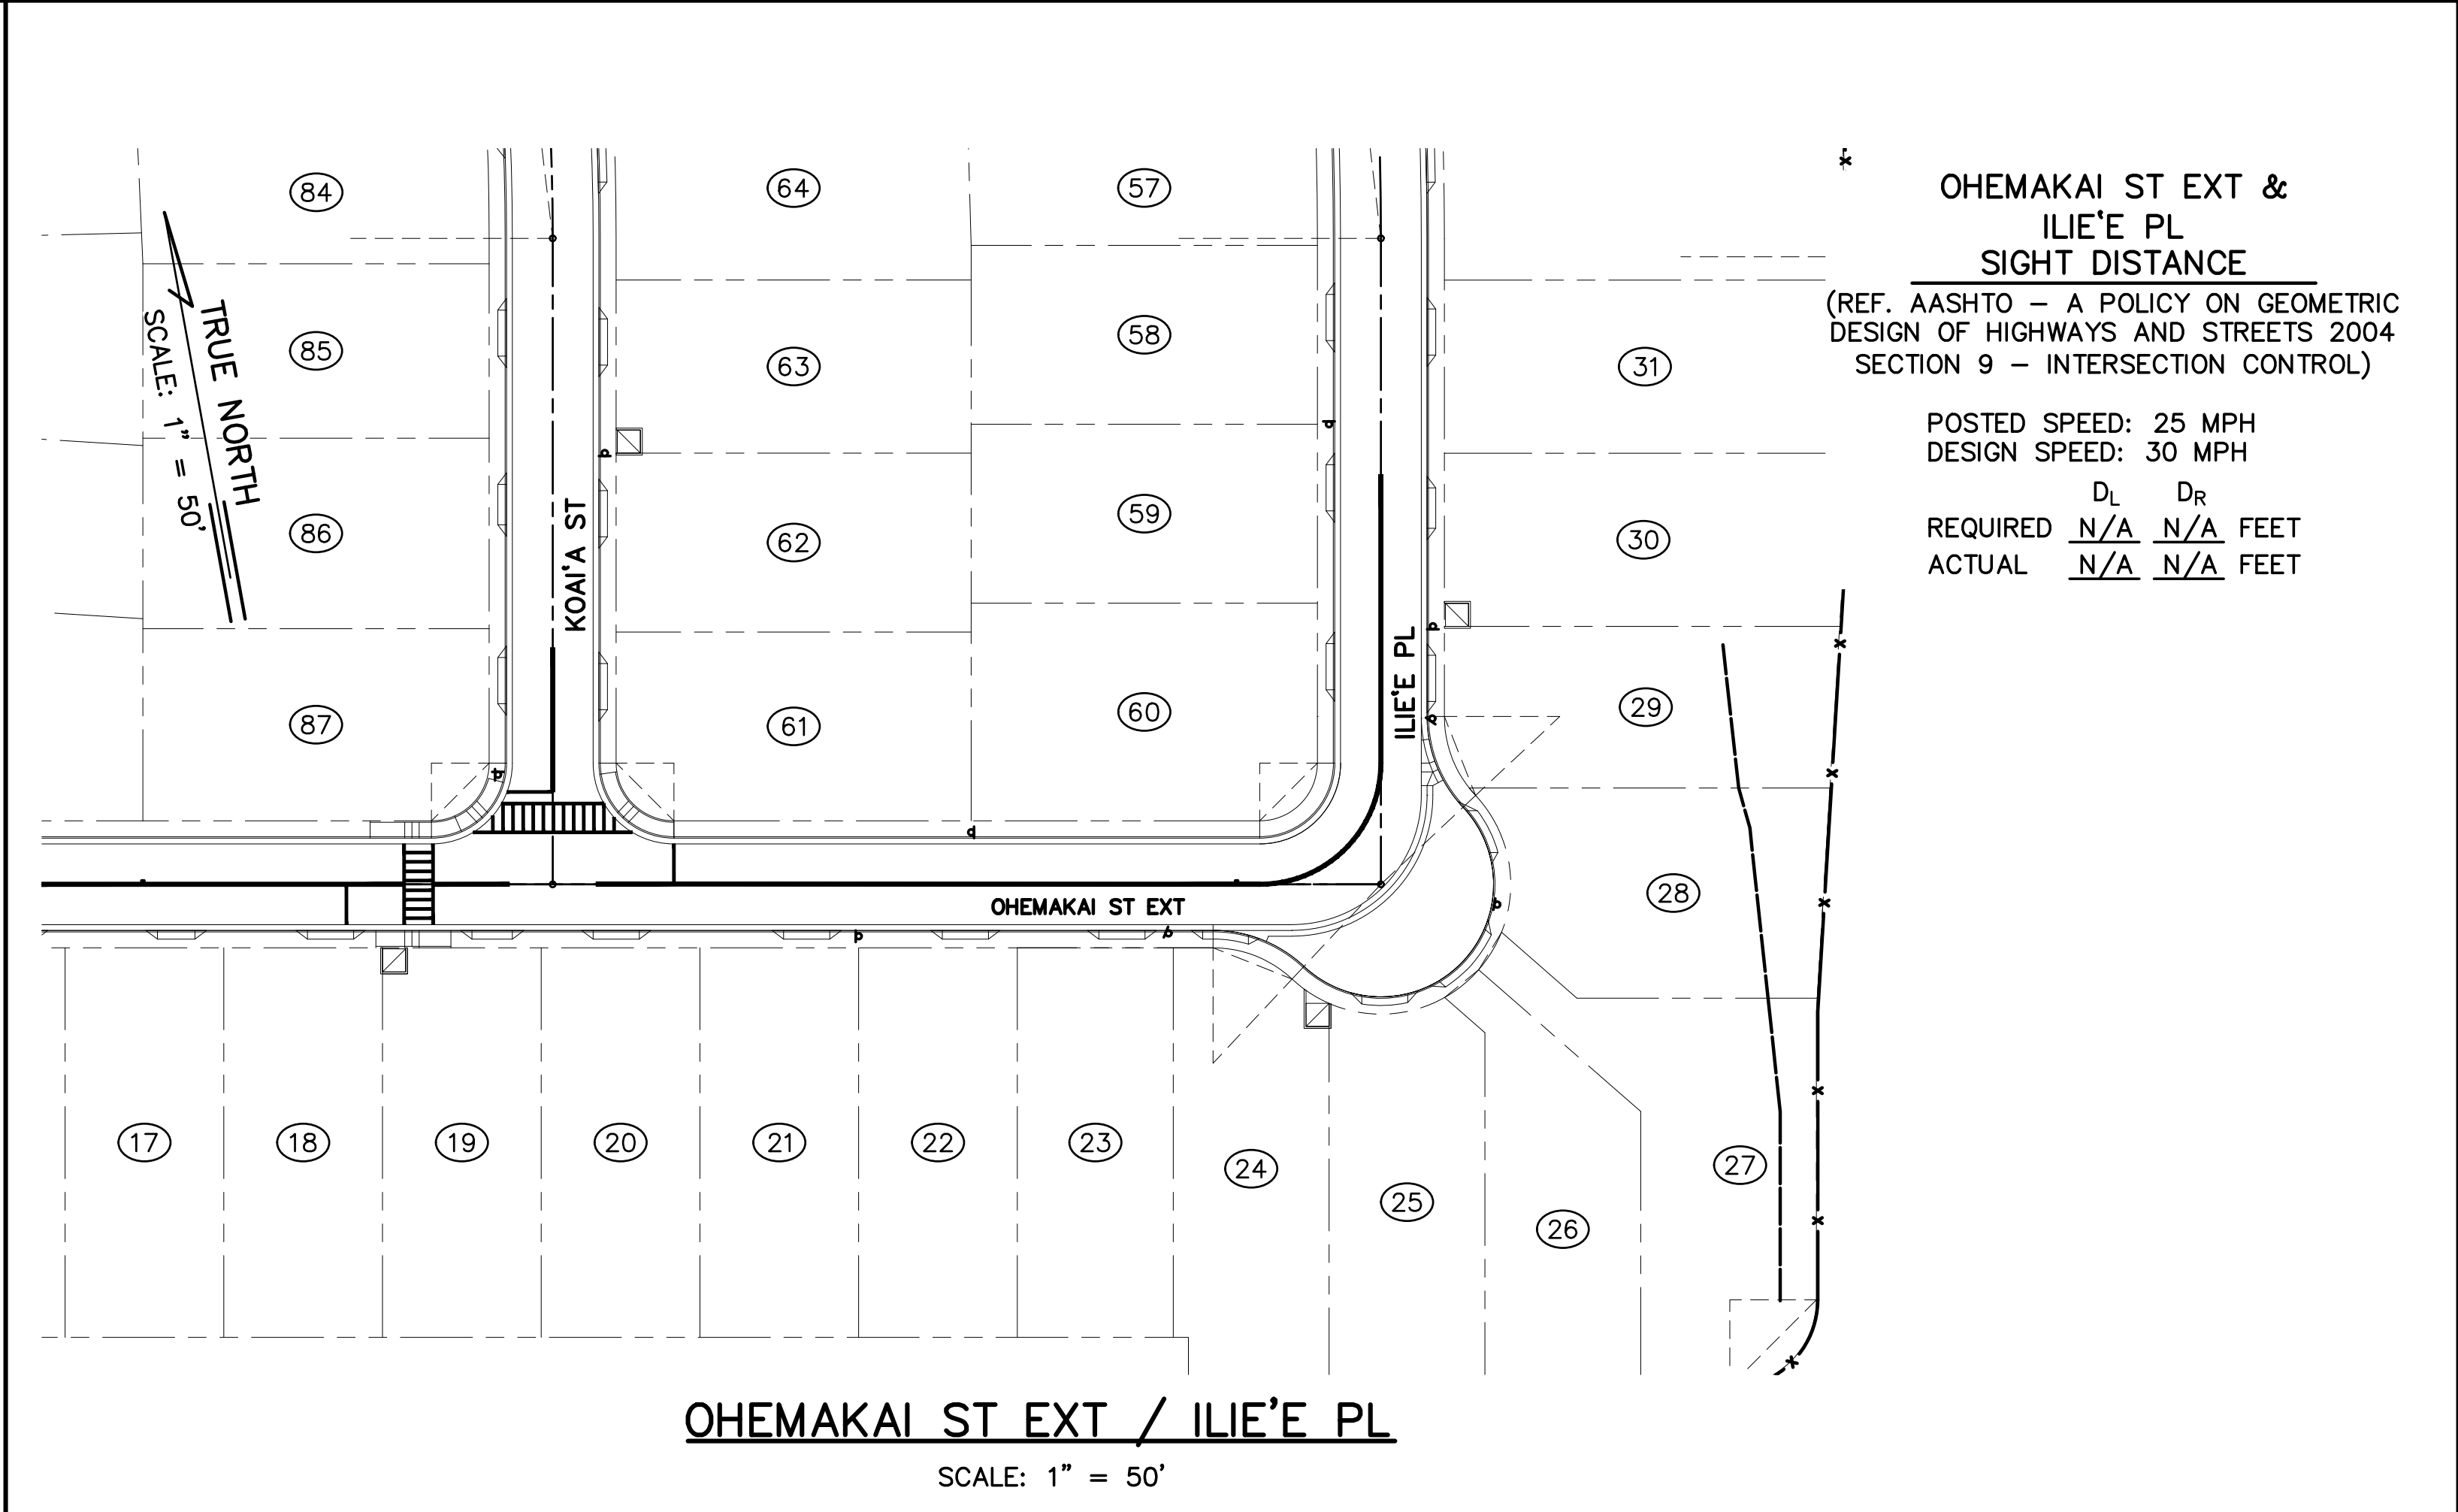 84
64
57
OHEMAKAI ST EXT &
ILIE'E PL
SIGHT DISTANCE
(REF. AASHTO – A POLICY ON GEOMETRIC
DESIGN OF HIGHWAYS AND STREETS 2004
SECTION 9 – INTERSECTION CONTROL)
POSTED SPEED: 25 MPH
DESIGN SPEED: 30 MPH
DL DR
REQUIRED N/A N/A FEET
ACTUAL N/A N/A FEET
TRUE NORTH
SCALE: 1" = 50'
85
63
58
31
86
62
59
30
KOAI'A ST
ILIE'E PL
87
61
60
29
28
OHEMAKAI ST EXT
17
18
19
20
21
22
23
24
25
26
27
OHEMAKAI ST EXT / ILIE'E PL
SCALE: 1" = 50'